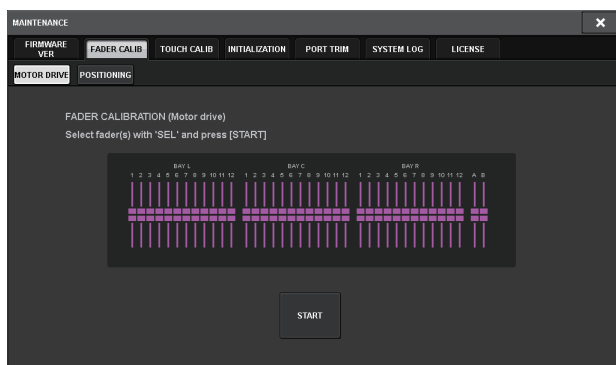 MAINTENANCE
FIRMWARE VER FADER CALIB TOUCH CALIB INITIALIZATION PORT TRIM SYSTEM LOG LICENSE
MOTOR DRIVE POSITIONING
FADER CALIBRATION (Motor drive)
Select fader(s) with 'SEL' and press [START]
BAY L BAY C BAY R
1 2 3 4 5 6 7 8 9 10 11 12 1 2 3 4 5 6 7 8 9 10 11 12 1 2 3 4 5 6 7 8 9 10 11 12 A B
START